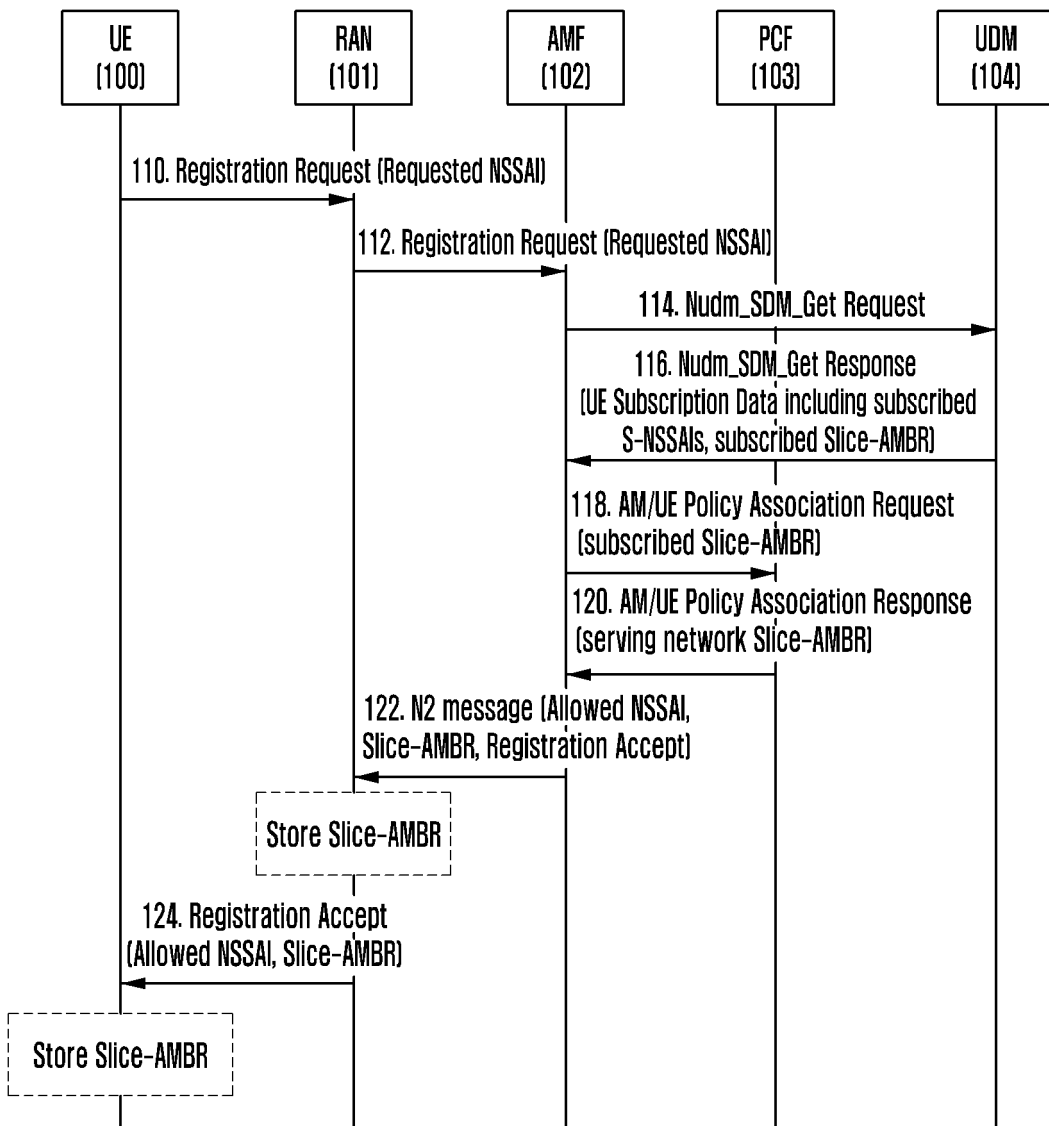 UE
(100)
RAN
(101)
AMF
(102)
PCF
(103)
UDM
(104)
110. Registration Request (Requested NSSAI)
112. Registration Request (Requested NSSAI)
114. Nudm_SDM_Get Request
116. Nudm_SDM_Get Response
(UE Subscription Data including subscribed
S-NSSAIs, subscribed Slice-AMBR)
118. AM/UE Policy Association Request
(subscribed Slice-AMBR)
120. AM/UE Policy Association Response
(serving network Slice-AMBR)
122. N2 message (Allowed NSSAI,
Slice-AMBR, Registration Accept)
Store Slice-AMBR
124. Registration Accept
(Allowed NSSAI, Slice-AMBR)
Store Slice-AMBR